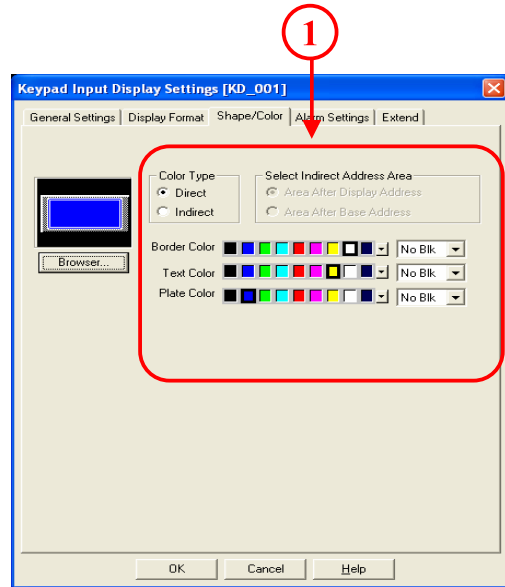 1
Keypad Input Display Settings [KD_001]
General Settings Display Format Shape/Color Alarm Settings Extend
Color Type Select Indirect Address Area
Direct Area After Display Address
Indirect Area After Base Address
Browser...
Border Color No Blk
Text Color No Blk
Plate Color No Blk
OK Cancel Help